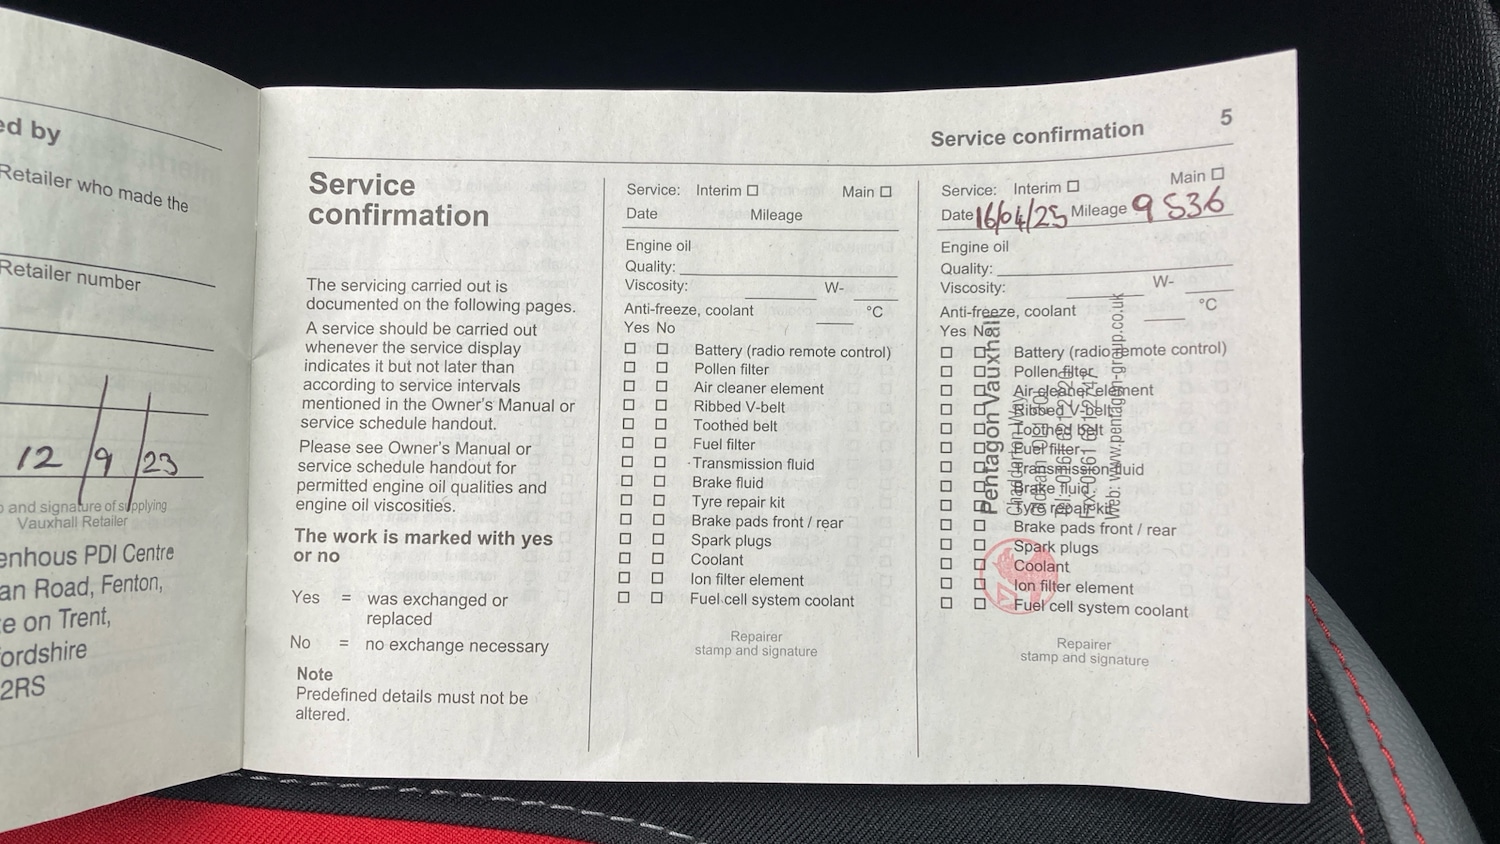 ed by
Retailer who made the
Retailer number
12/9/23
and signature of supplying
Vauxhall Retailer
enhous PDI Centre
an Road, Fenton,
e on Trent,
fordshire
2RS
Service confirmation 5
Service
confirmation
The servicing carried out is
documented on the following pages.
A service should be carried out
whenever the service display
indicates it but not later than
according to service intervals
mentioned in the Owner's Manual or
service schedule handout.
Please see Owner's Manual or
service schedule handout for
permitted engine oil qualities and
engine oil viscosities.
The work is marked with yes
or no
Yes = was exchanged or
replaced
No = no exchange necessary
Note
Predefined details must not be
altered.
Service: Interim Main
Date Mileage
Engine oil
Quality:
Viscosity: W-
Anti-freeze, coolant °C
Yes No
Battery (radio remote control)
Pollen filter
Air cleaner element
Ribbed V-belt
Toothed belt
Fuel filter
Transmission fluid
Brake fluid
Tyre repair kit
Brake pads front / rear
Spark plugs
Coolant
Ion filter element
Fuel cell system coolant
Repairer
stamp and signature
Service: Interim Main
Date 16/04/25 Mileage 9536
Engine oil
Quality:
Viscosity: W-
Anti-freeze, coolant °C
Yes No
Battery (radio remote control)
Pollen filter
Air cleaner element
Ribbed V-belt
Toothed belt
Fuel filter
Transmission fluid
Brake fluid
Tyre repair kit
Brake pads front / rear
Spark plugs
Coolant
Ion filter element
Fuel cell system coolant
Repairer
stamp and signature
Pentagon Vauxhall
Web: www.pentagon-group.co.uk